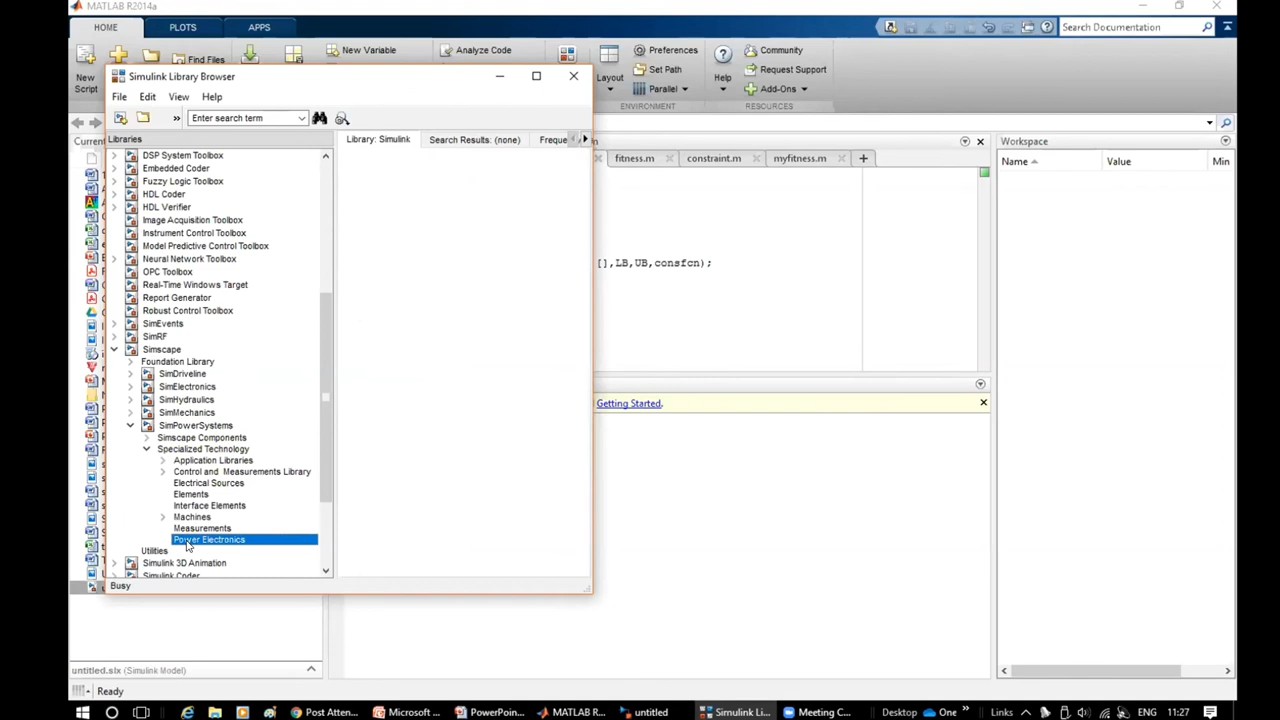 MATLAB R2014a
HOME
PLOTS
APPS
Search Documentation
New Script
Find Files
New Variable
Analyze Code
Layout
Preferences
Set Path
Parallel
Help
Community
Request Support
Add-Ons
ENVIRONMENT
RESOURCES
Simulink Library Browser
File Edit View Help
Enter search term
Libraries
Library: Simulink
Search Results: (none)
Freque
DSP System Toolbox
Embedded Coder
Fuzzy Logic Toolbox
HDL Coder
HDL Verifier
Image Acquisition Toolbox
Instrument Control Toolbox
Model Predictive Control Toolbox
Neural Network Toolbox
OPC Toolbox
Real-Time Windows Target
Report Generator
Robust Control Toolbox
SimEvents
SimRF
Simscape
Foundation Library
SimDriveline
SimElectronics
SimHydraulics
SimMechanics
SimPowerSystems
Simscape Components
Specialized Technology
Application Libraries
Control and Measurements Library
Electrical Sources
Elements
Interface Elements
Machines
Measurements
Power Electronics
Utilities
Simulink 3D Animation
Simulink Coder
Busy
fitness.m
constraint.m
myfitness.m
[],LB,UB,consfcn);
Getting Started.
Workspace
Name
Value
Min
untitled.slx (Simulink Model)
Ready
Post Atten...
Microsoft ...
PowerPoin...
MATLAB R...
untitled
Simulink Li...
Meeting C...
Desktop
One
Links
ENG
11:27